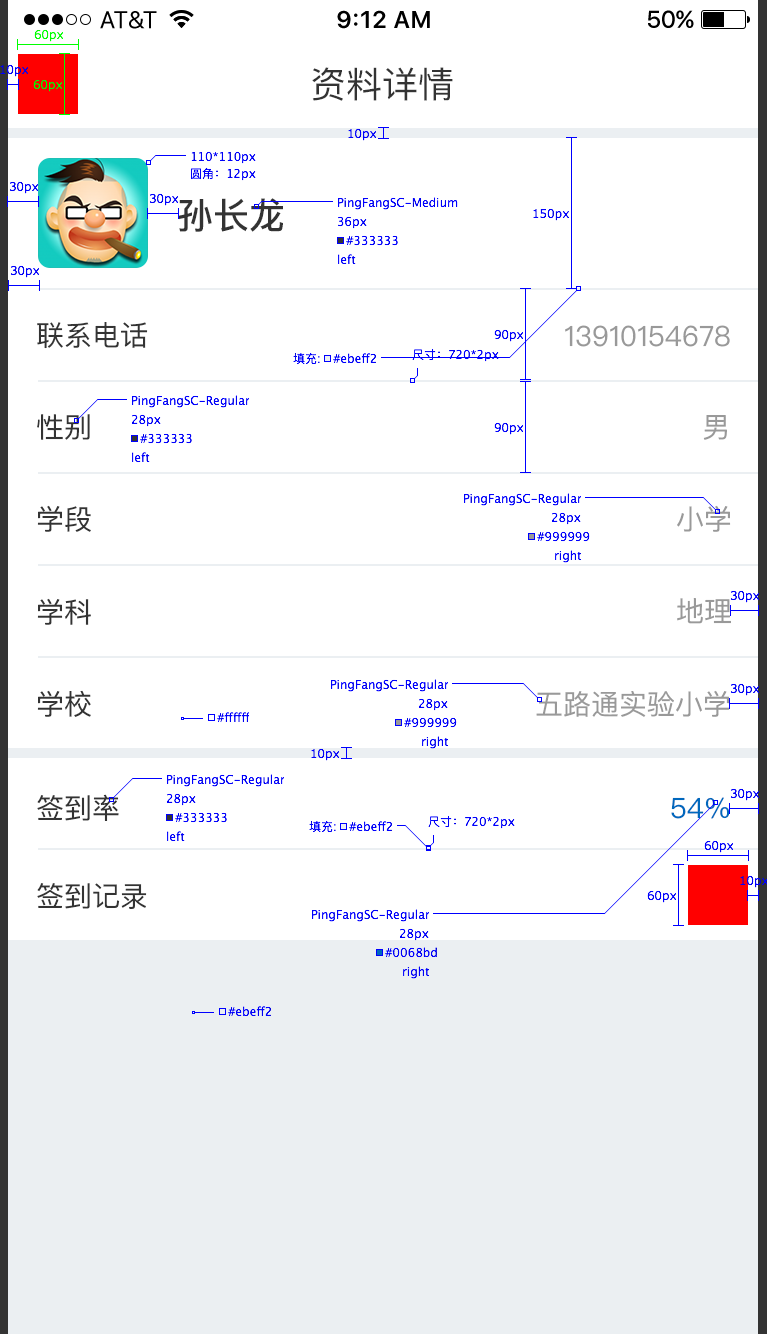 AT&T 9:12 AM 50%
60px
10px
60px
资料详情
10px
110*110px
圆角：12px
30px
30px
孙长龙
PingFangSC-Medium
36px
#333333
left
150px
30px
联系电话
90px
13910154678
填充:#ebeff2
尺寸：720*2px
PingFangSC-Regular
28px
#333333
left
性别
90px
男
学段
PingFangSC-Regular
28px
#999999
right
小学
学科
30px
地理
学校
#ffffff
PingFangSC-Regular
28px
#999999
right
30px
五路通实验小学
10px
签到率
PingFangSC-Regular
28px
#333333
left
填充:#ebeff2
尺寸：720*2px
30px
54%
签到记录
60px
60px
10px
PingFangSC-Regular
28px
#0068bd
right
#ebeff2